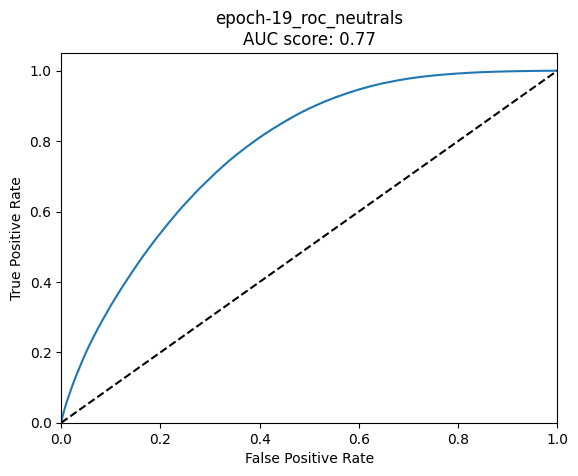 epoch-19_roc_neutrals
AUC score: 0.77
1.0
0.8
0.6
0.4
0.2
0.0
True Positive Rate
0.0 0.2 0.4 0.6 0.8 1.0
False Positive Rate